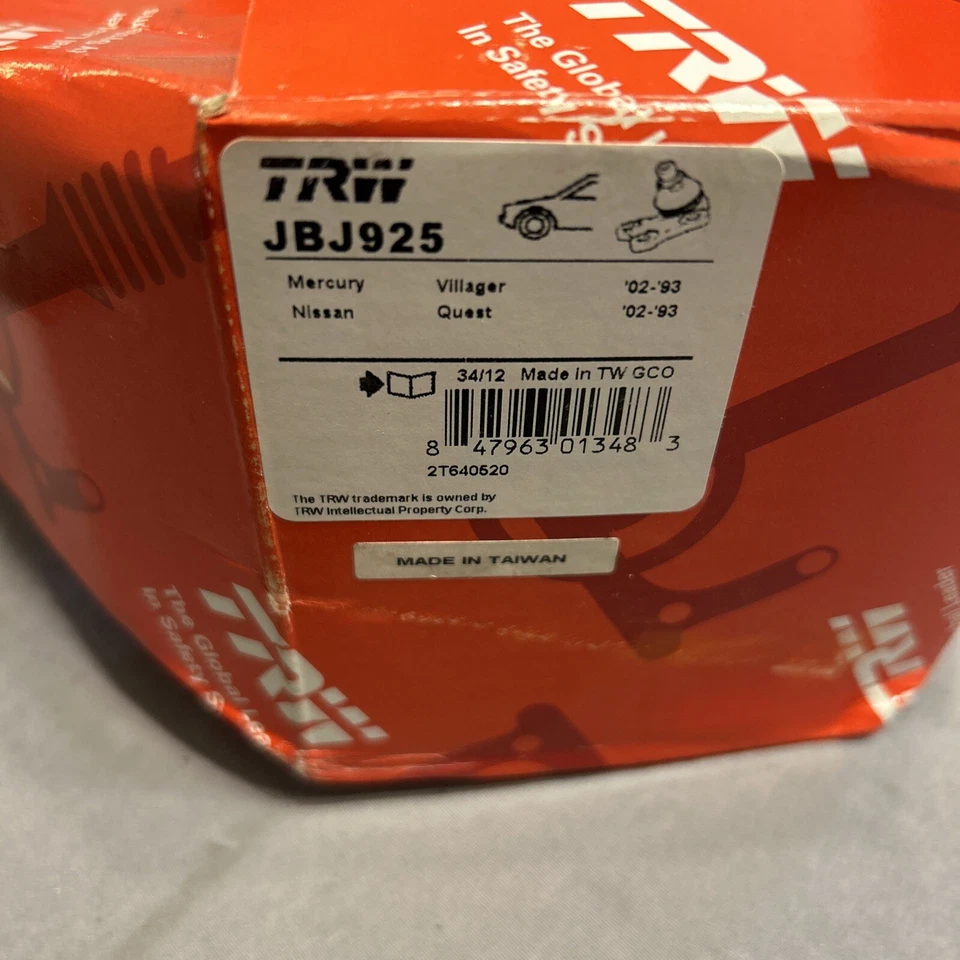 TRW
The Global
In Safety
TRW
JBJ925
Mercury Villager '02-'93
Nissan Quest '02-'93
34/12 Made in TW GCO
8 47963 01348 3
2T640520
The TRW trademark is owned by
TRW Intellectual Property Corp.
MADE IN TAIWAN
TRW
The Global
In Safety
TRW
Leader